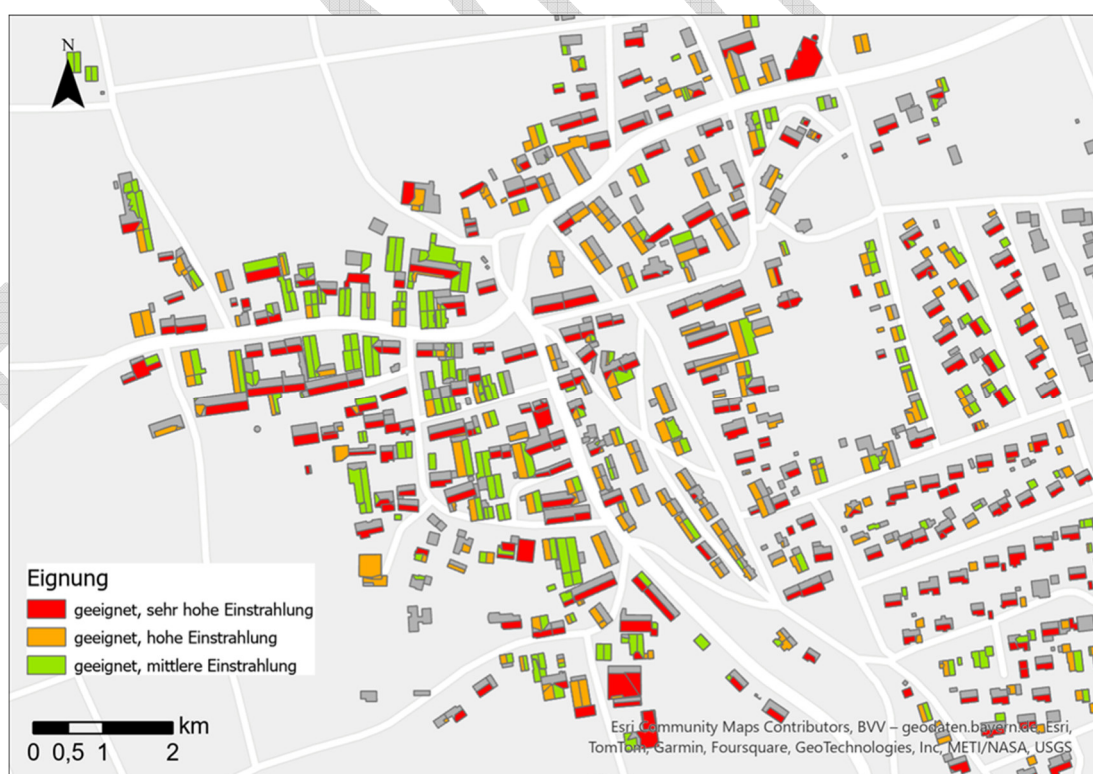 N
Eignung
geeignet, sehr hohe Einstrahlung
geeignet, hohe Einstrahlung
geeignet, mittlere Einstrahlung
km
0 0,5 1 2
Esri Community Maps Contributors, BVV – geodaten.bayern.de, Esri,
TomTom, Garmin, Foursquare, GeoTechnologies, Inc, METI/NASA, USGS